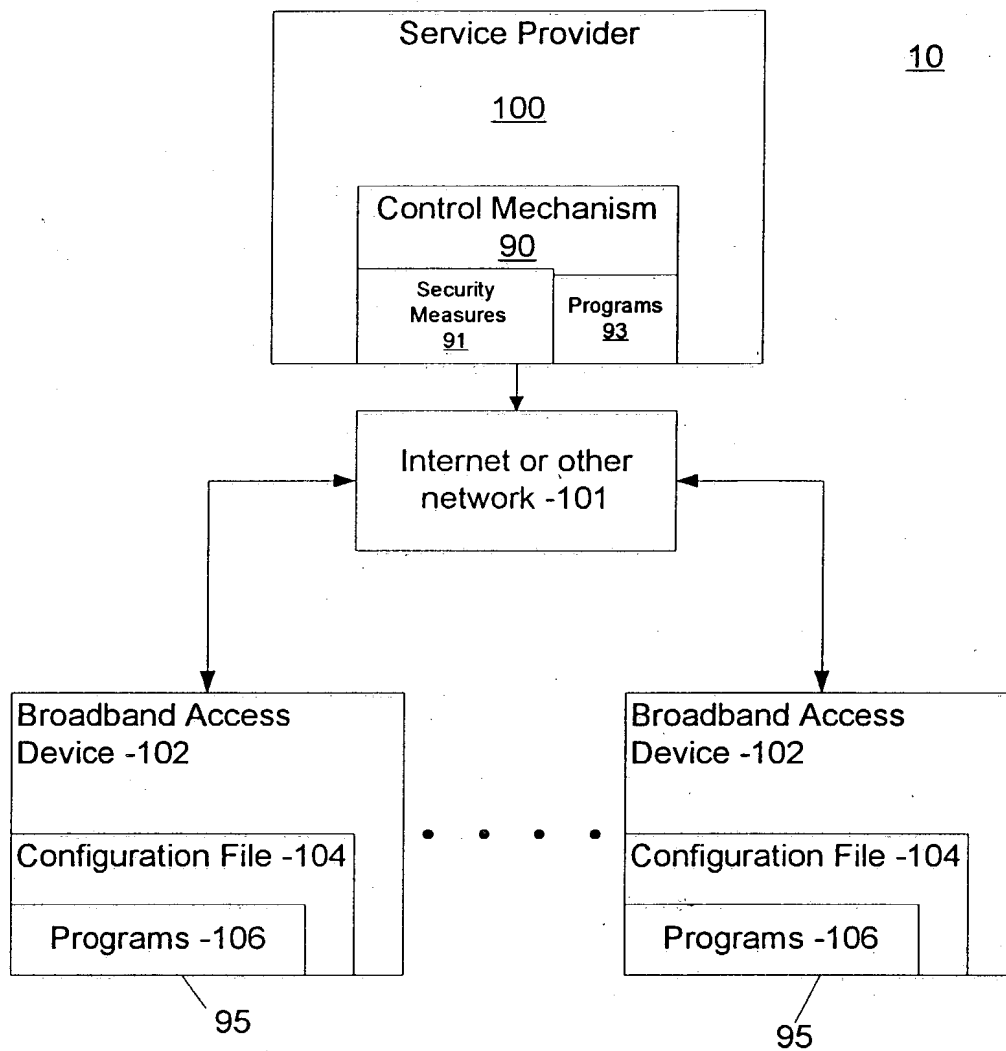 Service Provider
10
100
Control Mechanism
90
Security
Measures
91
Programs
93
Internet or other
network -101
Broadband Access
Device -102
Configuration File -104
Programs -106
95
Broadband Access
Device -102
Configuration File -104
Programs -106
95